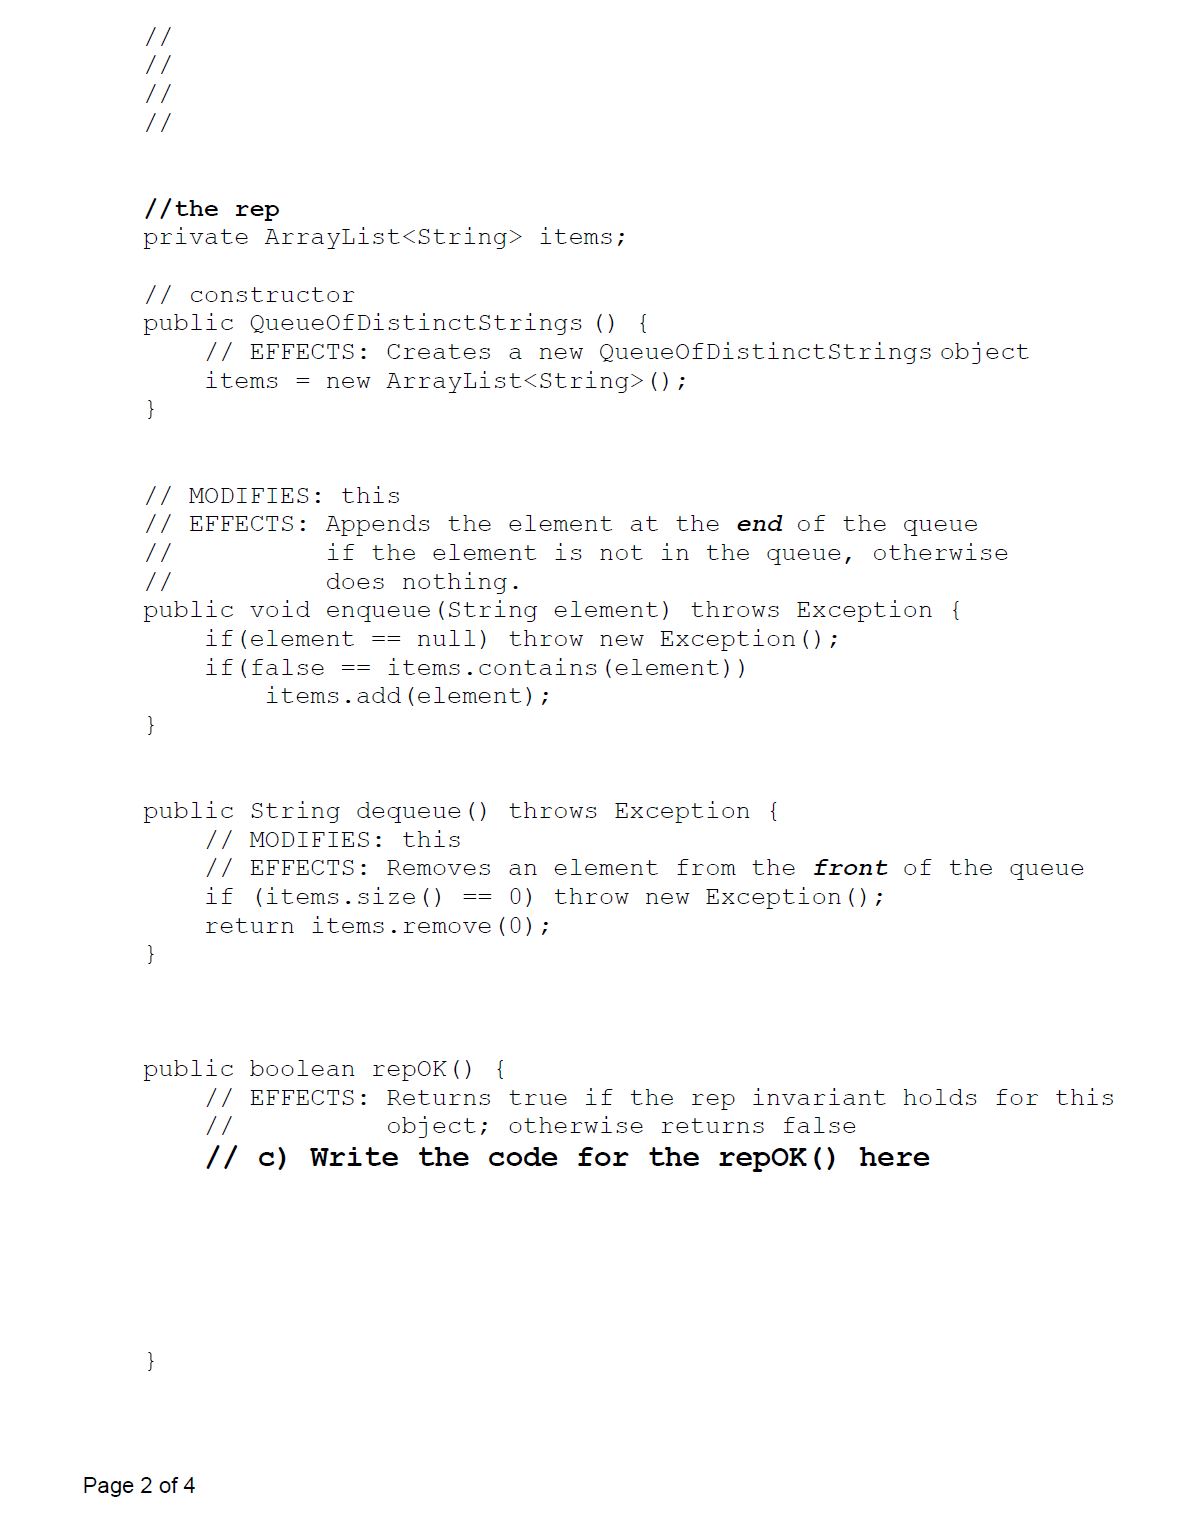 //
//
//
//
//the rep
private ArrayList<String> items;
// constructor
public QueueOfDistinctStrings () {
// EFFECTS: Creates a new QueueOfDistinctStrings object
items = new ArrayList<String>();
}
// MODIFIES: this
// EFFECTS: Appends the element at the end of the queue
// if the element is not in the queue, otherwise
// does nothing.
public void enqueue(String element) throws Exception {
if(element == null) throw new Exception();
if(false == items.contains(element))
items.add(element);
}
public String dequeue() throws Exception {
// MODIFIES: this
// EFFECTS: Removes an element from the front of the queue
if (items.size() == 0) throw new Exception();
return items.remove(0);
}
public boolean repOK() {
// EFFECTS: Returns true if the rep invariant holds for this
// object; otherwise returns false
// c) Write the code for the repOK() here
}
Page 2 of 4